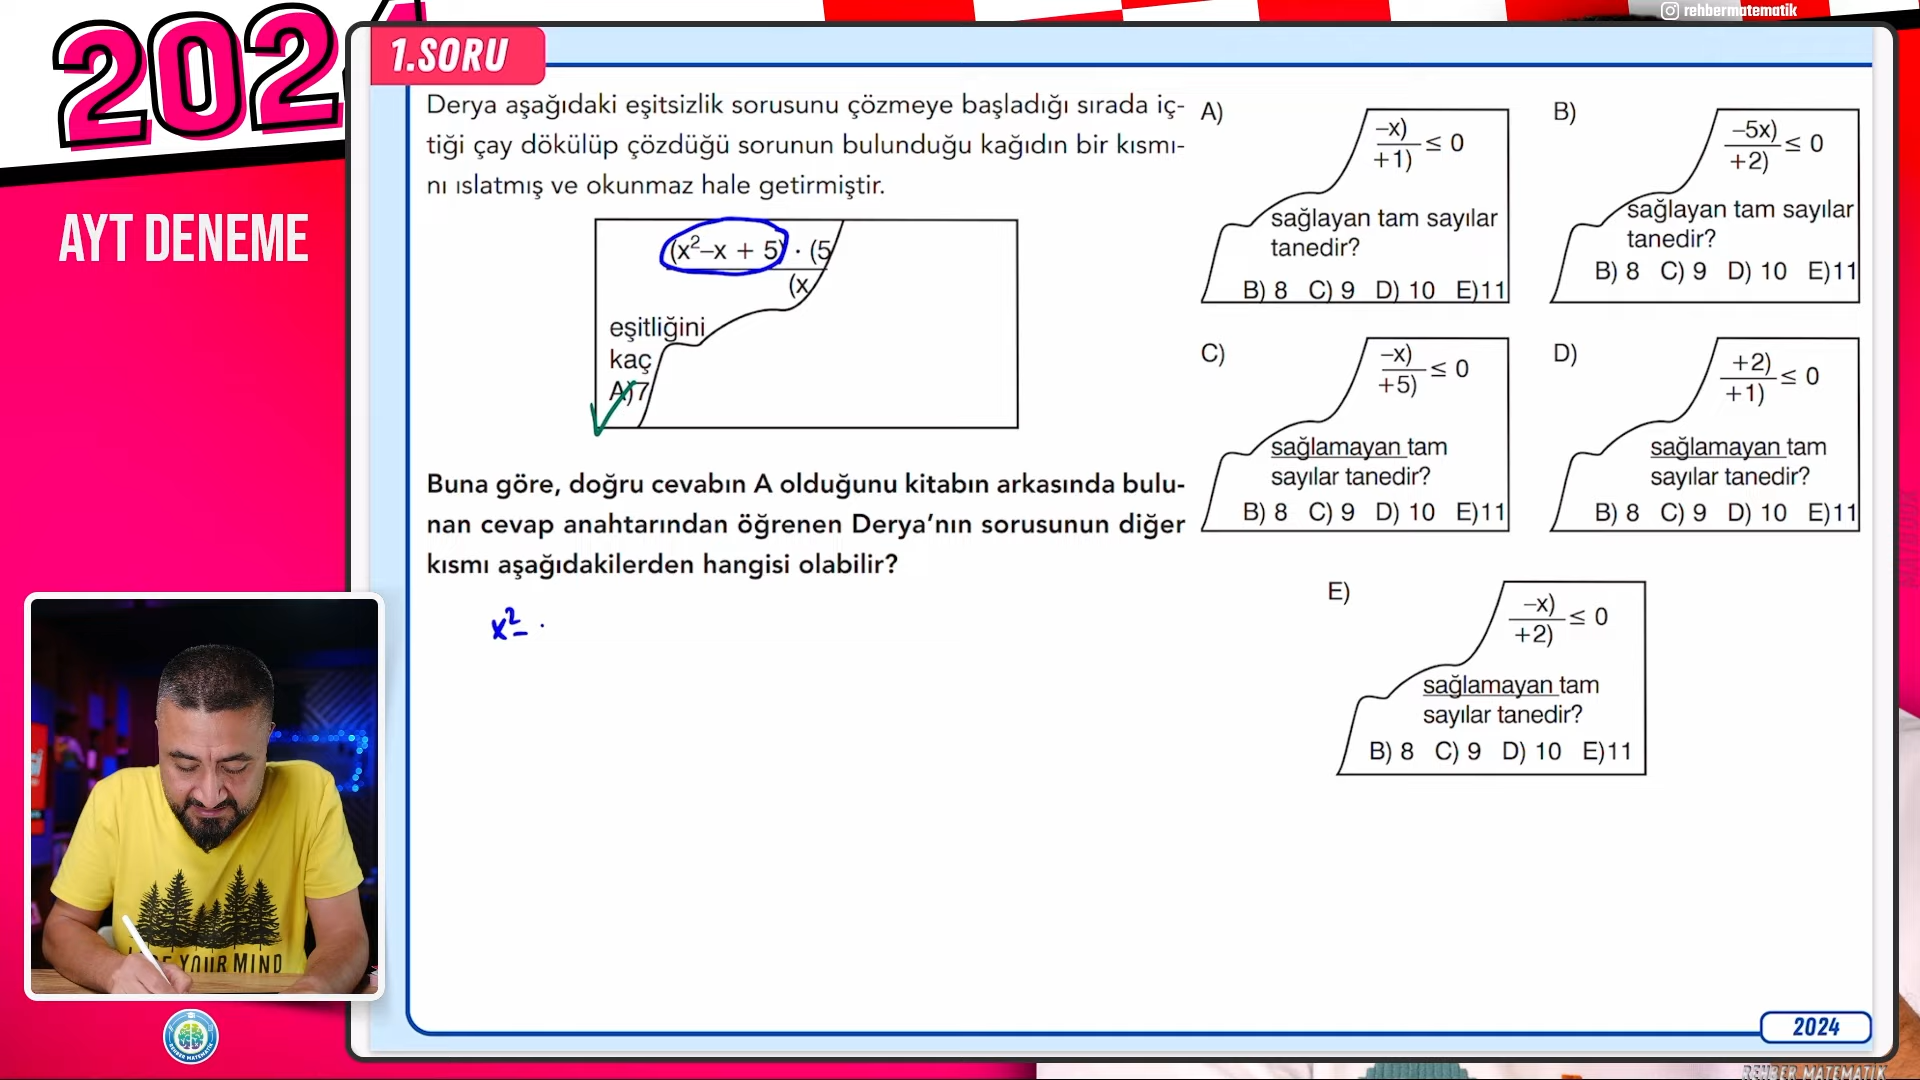 202
rehbermatematik
1.SORU
AYT DENEME
Derya aşağıdaki eşitsizlik sorusunu çözmeye başladığı sırada iç-
tiği çay dökülüp çözdüğü sorunun bulunduğu kağıdın bir kısmı-
nı ıslatmış ve okunmaz hale getirmiştir.
(x²–x + 5) · (5
(x
eşitliğini
kaç
A)7
Buna göre, doğru cevabın A olduğunu kitabın arkasında bulu-
nan cevap anahtarından öğrenen Derya’nın sorusunun diğer
kısmı aşağıdakilerden hangisi olabilir?
x² - .
A)
–x)
+1) ≤ 0
sağlayan tam sayılar
tanedir?
B) 8 C) 9 D) 10 E)11
B)
–5x)
+2) ≤ 0
sağlayan tam sayılar
tanedir?
B) 8 C) 9 D) 10 E)11
C)
–x)
+5) ≤ 0
sağlamayan tam
sayılar tanedir?
B) 8 C) 9 D) 10 E)11
D)
+2)
+1) ≤ 0
sağlamayan tam
sayılar tanedir?
B) 8 C) 9 D) 10 E)11
E)
–x)
+2) ≤ 0
sağlamayan tam
sayılar tanedir?
B) 8 C) 9 D) 10 E)11
YOUR MIND
REHBER MATEMATİK
2024
REHBER MATEMATİK